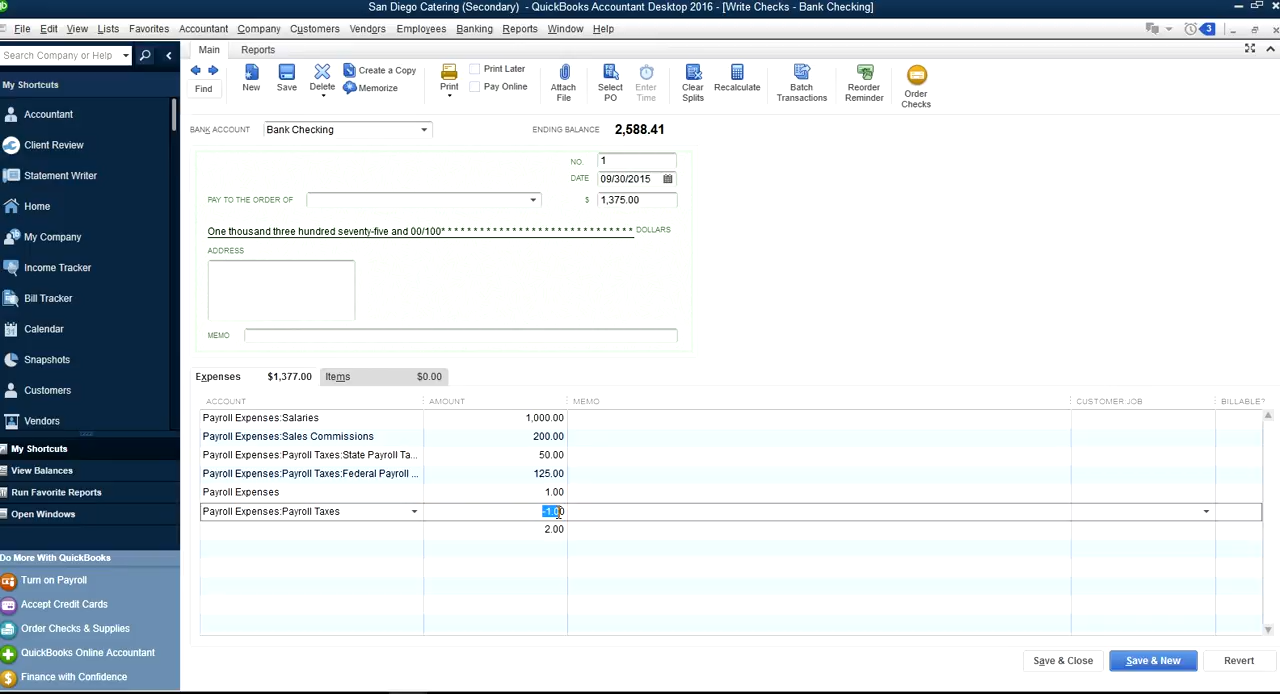 San Diego Catering (Secondary) - QuickBooks Accountant Desktop 2016 - [Write Checks - Bank Checking]
File Edit View Lists Favorites Accountant Company Customers Vendors Employees Banking Reports Window Help
3
Search Company or Help
Main Reports
My Shortcuts
Accountant
Client Review
Statement Writer
Home
My Company
Income Tracker
Bill Tracker
Calendar
Snapshots
Customers
Vendors
My Shortcuts
View Balances
Run Favorite Reports
Open Windows
Do More With QuickBooks
Turn on Payroll
Accept Credit Cards
Order Checks & Supplies
QuickBooks Online Accountant
Finance with Confidence
Find
New
Save
Delete
Create a Copy
Memorize
Print
Print Later
Pay Online
Attach File
Select PO
Enter Time
Clear Splits
Recalculate
Batch Transactions
Reorder Reminder
Order Checks
BANK ACCOUNT Bank Checking ENDING BALANCE 2,588.41
NO. 1
DATE 09/30/2015
PAY TO THE ORDER OF $ 1,375.00
One thousand three hundred seventy-five and 00/100* * * * * * * * * * * * * * * * * * * * * * * * * * * * * * DOLLARS
ADDRESS
MEMO
Expenses $1,377.00 Items $0.00
ACCOUNT AMOUNT MEMO CUSTOMER:JOB BILLABLE?
Payroll Expenses:Salaries 1,000.00
Payroll Expenses:Sales Commissions 200.00
Payroll Expenses:Payroll Taxes:State Payroll Ta... 50.00
Payroll Expenses:Payroll Taxes:Federal Payroll ... 125.00
Payroll Expenses 1.00
Payroll Expenses:Payroll Taxes -1.00
2.00
Save & Close Save & New Revert